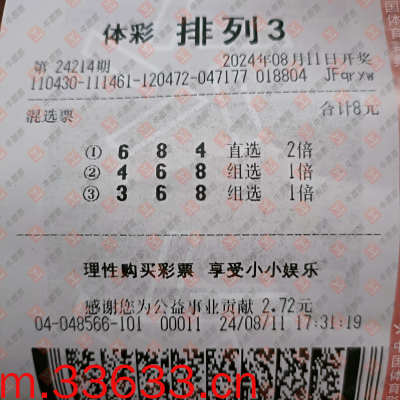 体彩 排列3
第 24214期 2024年08月11日开奖
110430-111461-120472-047177 018804 JFqryw
混选票 合计8元
① 6 8 4 直选 2倍
② 4 6 8 组选 1倍
③ 3 6 8 组选 1倍
理性购买彩票 享受小小娱乐
感谢您为公益事业贡献 2.72元
04-048566-101 00011 24/08/11 17:31:19
m.33633.cn
中国体育